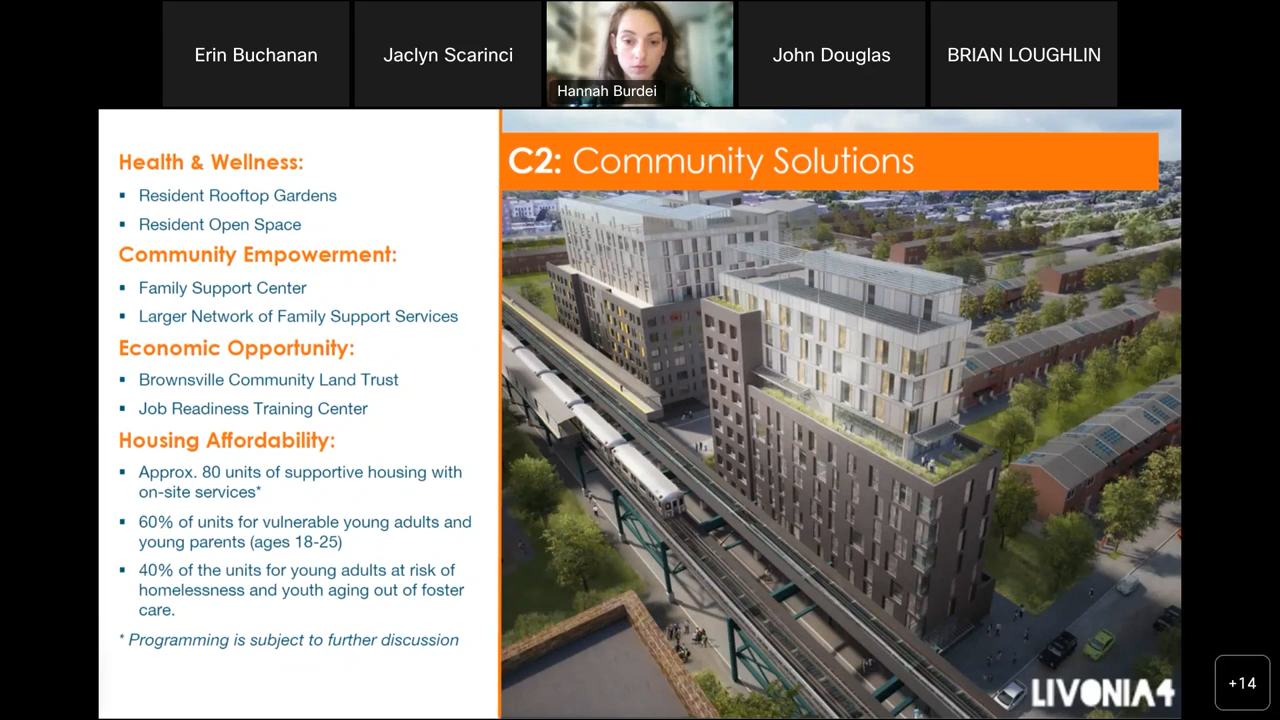 Erin Buchanan
Jaclyn Scarinci
Hannah Burdei
John Douglas
BRIAN LOUGHLIN
Health & Wellness:
▪ Resident Rooftop Gardens
▪ Resident Open Space
Community Empowerment:
▪ Family Support Center
▪ Larger Network of Family Support Services
Economic Opportunity:
▪ Brownsville Community Land Trust
▪ Job Readiness Training Center
Housing Affordability:
▪ Approx. 80 units of supportive housing with
on-site services*
▪ 60% of units for vulnerable young adults and
young parents (ages 18-25)
▪ 40% of the units for young adults at risk of
homelessness and youth aging out of foster
care.
* Programming is subject to further discussion
C2: Community Solutions
LIVONIA4
+14